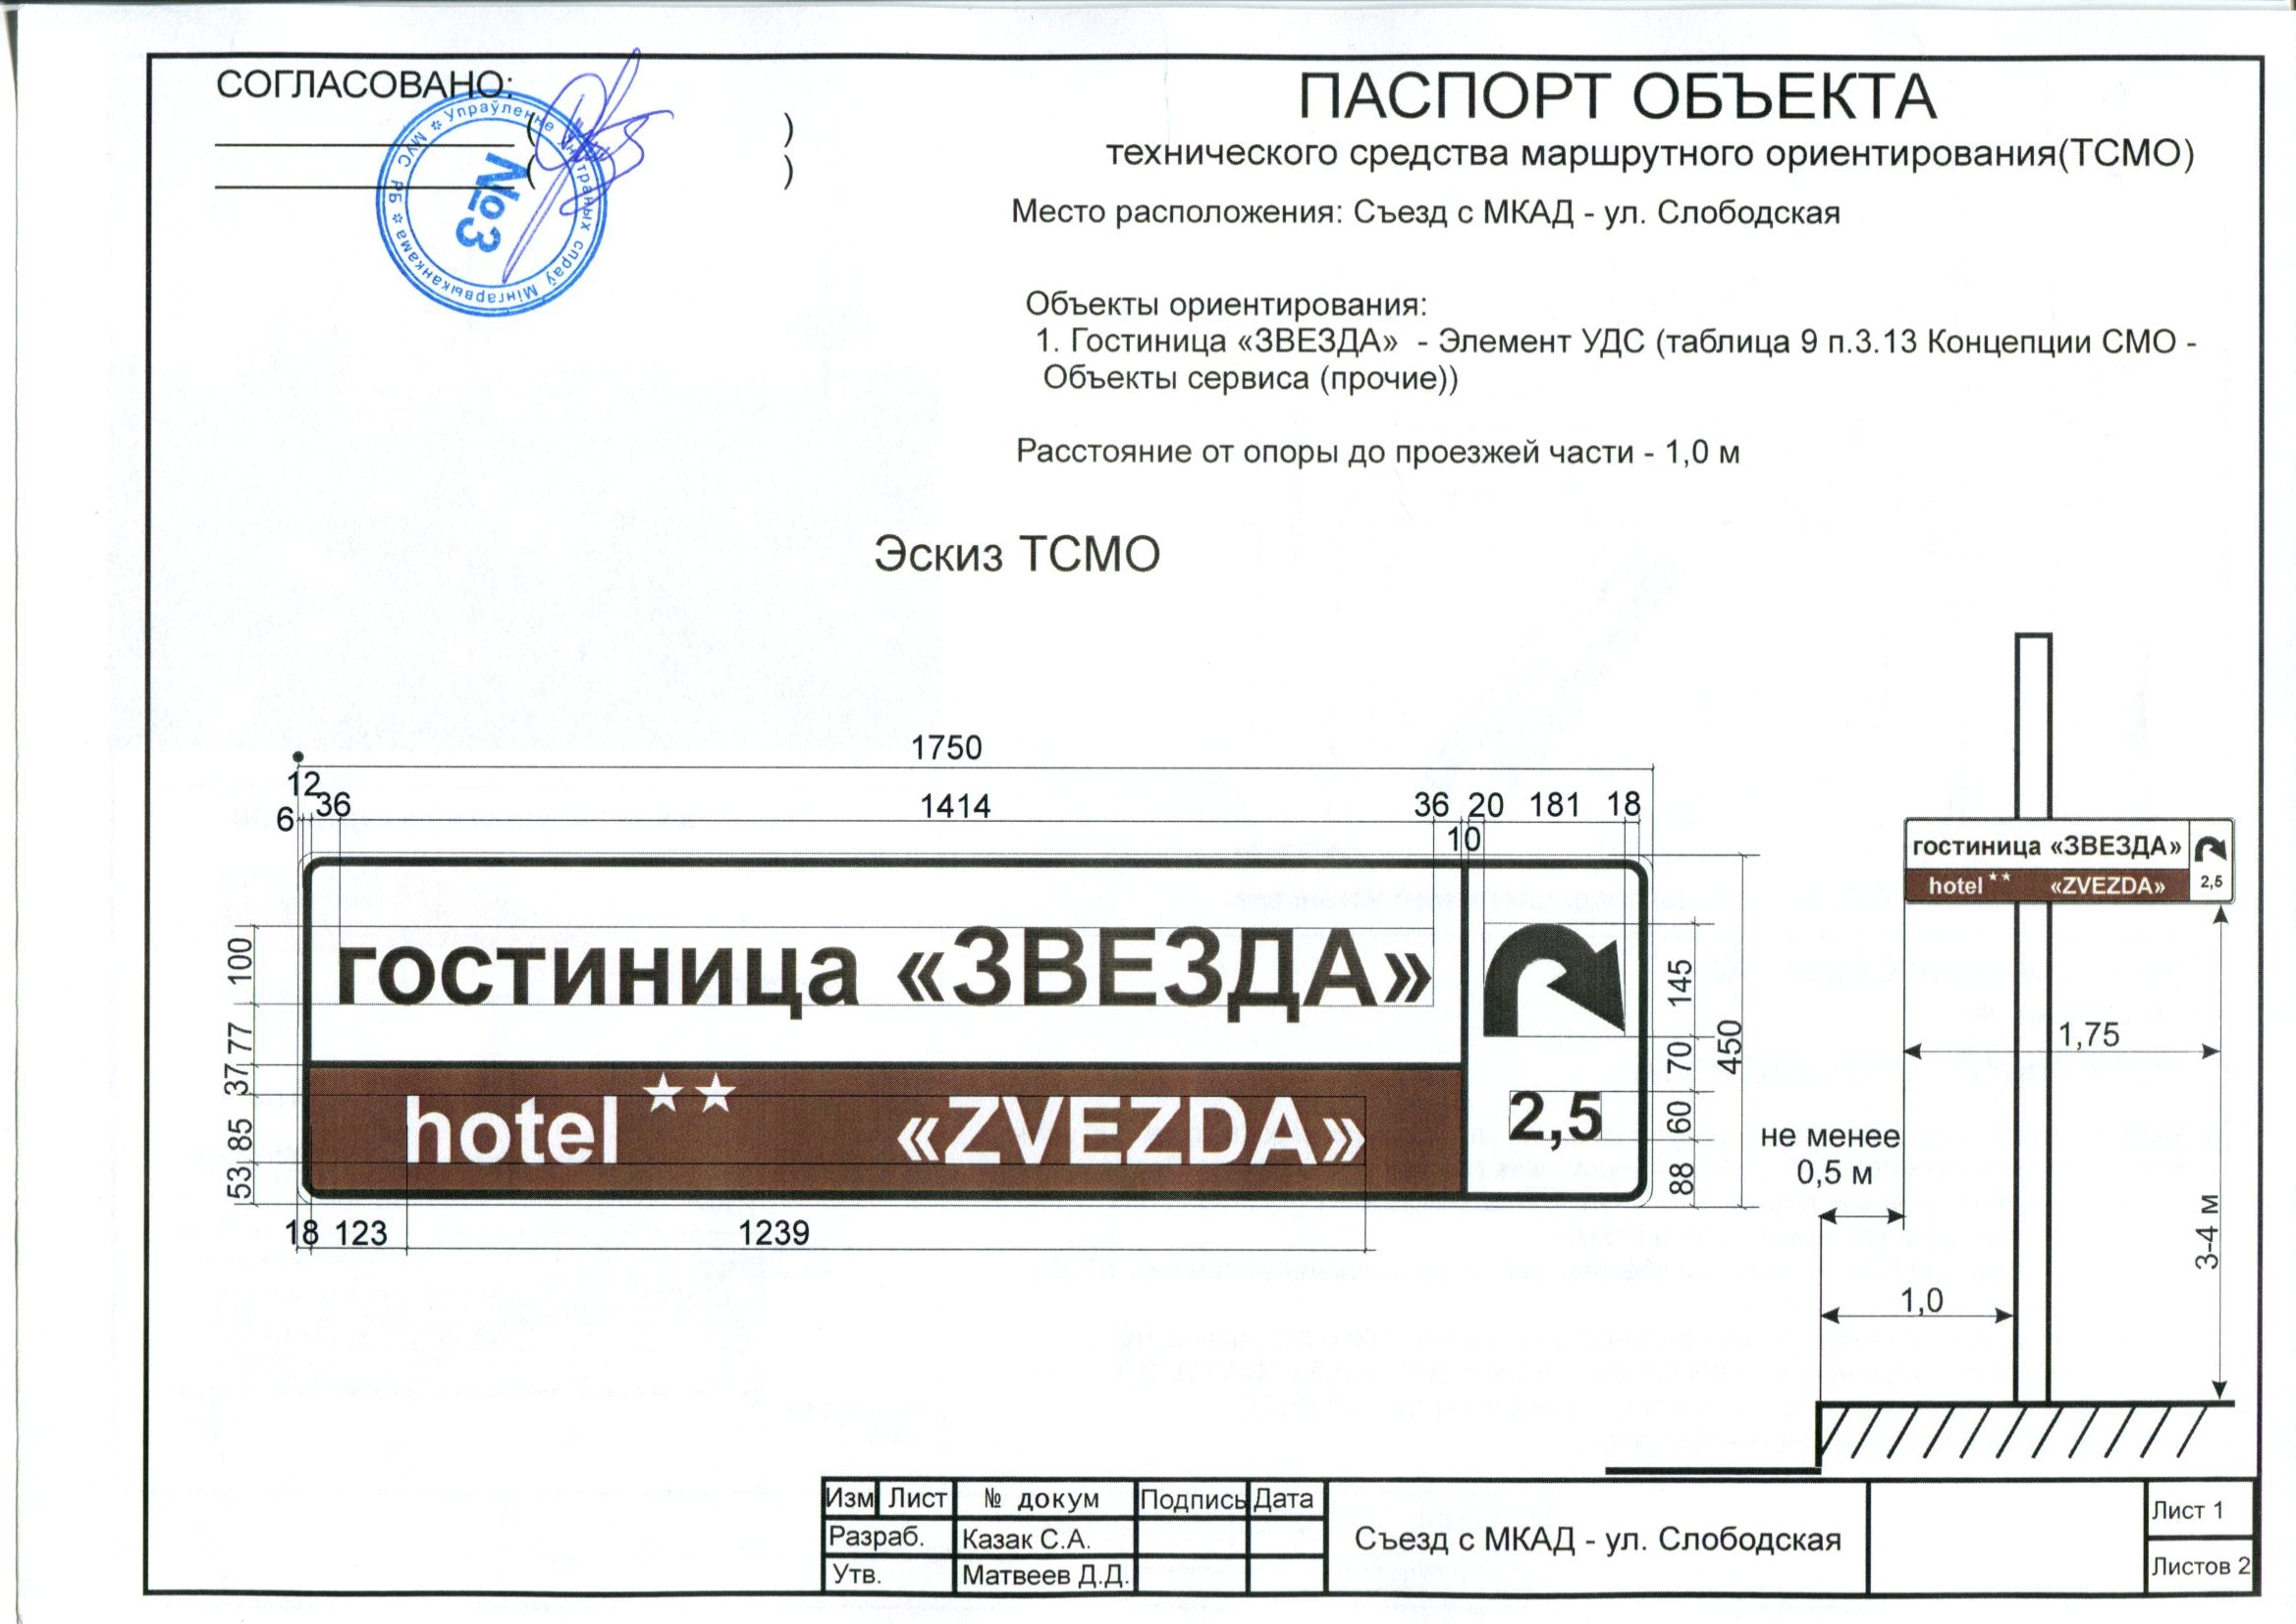 СОГЛАСОВАНО:
( )
( )
Упраўленне ўнутраных спраў Мінгарвыканкама ✲ МУС РБ ✲
№3
ПАСПОРТ ОБЪЕКТА
технического средства маршрутного ориентирования(ТСМО)
Место расположения: Съезд с МКАД - ул. Слободская
Объекты ориентирования:
1. Гостиница «ЗВЕЗДА» - Элемент УДС (таблица 9 п.3.13 Концепции СМО -
Объекты сервиса (прочие))
Расстояние от опоры до проезжей части - 1,0 м
Эскиз ТСМО
1750
12
6 36 1414 36 20 181 18
10
гостиница «ЗВЕЗДА»
hotel ★★ «ZVEZDA»
2,5
100
77
37
85
53
145
70
60
88
450
18 123 1239
гостиница «ЗВЕЗДА»
hotel ★★ «ZVEZDA»
2,5
1,75
не менее
0,5 м
3-4 м
1,0
Изм Лист № докум Подпись Дата
Разраб. Казак С.А.
Утв. Матвеев Д.Д.
Съезд с МКАД - ул. Слободская
Лист 1
Листов 2